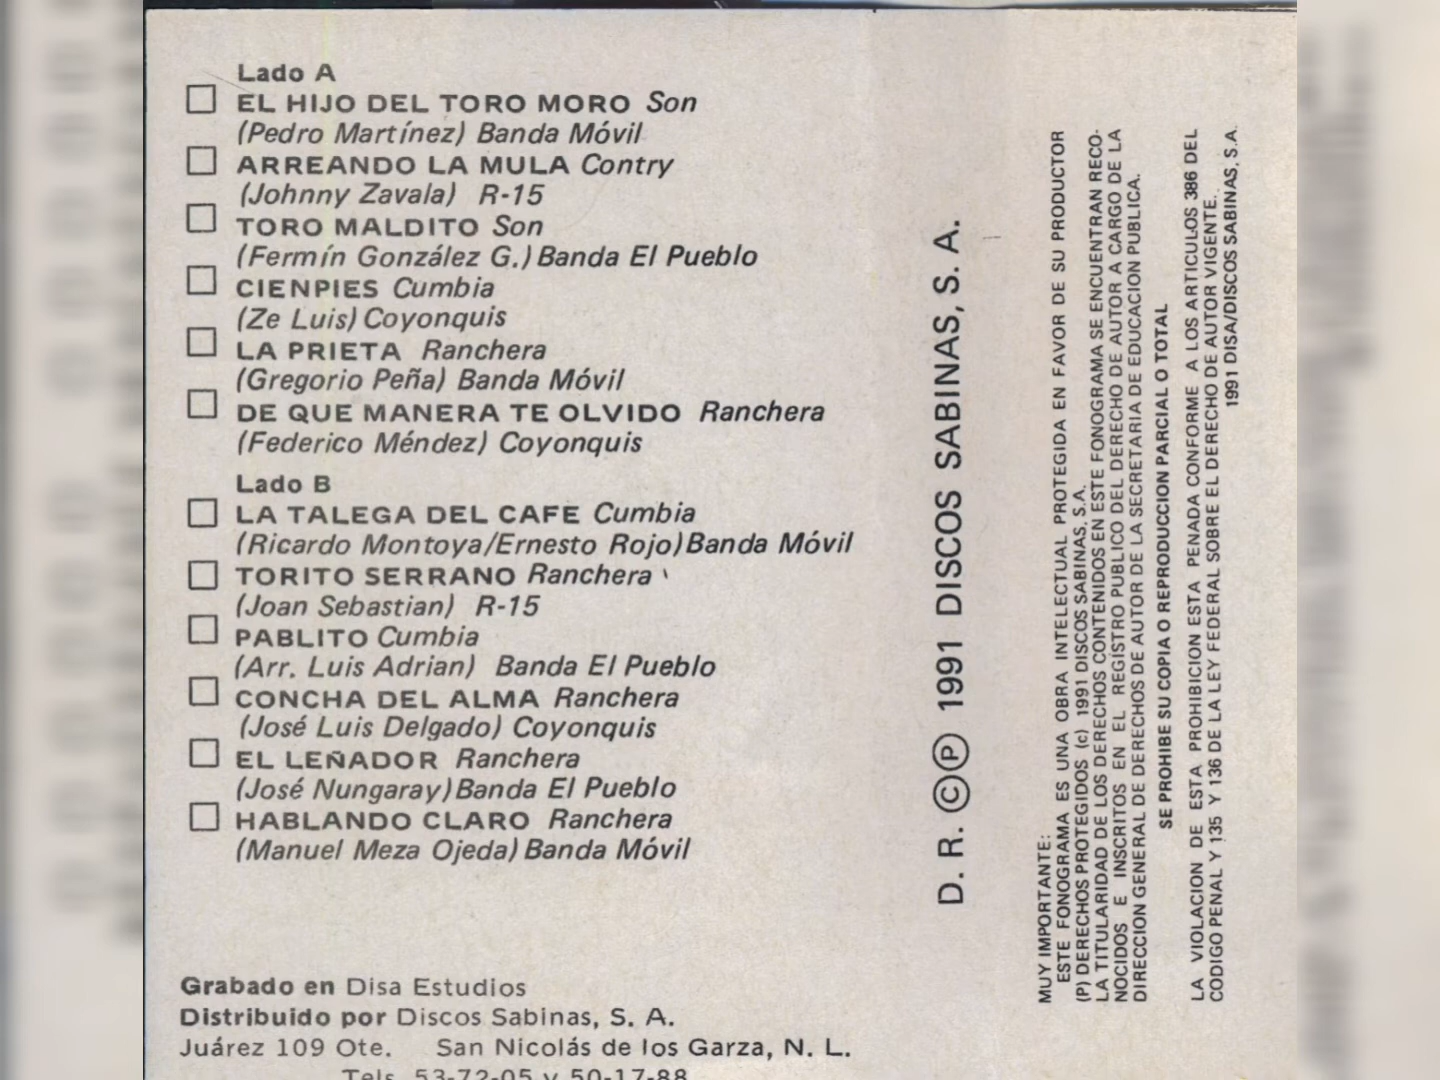 Lado A
EL HIJO DEL TORO MORO Son
(Pedro Martínez) Banda Móvil
ARREANDO LA MULA Contry
(Johnny Zavala) R-15
TORO MALDITO Son
(Fermín González G.) Banda El Pueblo
CIENPIES Cumbia
(Ze Luis) Coyonquis
LA PRIETA Ranchera
(Gregorio Peña) Banda Móvil
DE QUE MANERA TE OLVIDO Ranchera
(Federico Méndez) Coyonquis
Lado B
LA TALEGA DEL CAFE Cumbia
(Ricardo Montoya/Ernesto Rojo) Banda Móvil
TORITO SERRANO Ranchera
(Joan Sebastian) R-15
PABLITO Cumbia
(Arr. Luis Adrian) Banda El Pueblo
CONCHA DEL ALMA Ranchera
(José Luis Delgado) Coyonquis
EL LEÑADOR Ranchera
(José Nungaray) Banda El Pueblo
HABLANDO CLARO Ranchera
(Manuel Meza Ojeda) Banda Móvil
Grabado en Disa Estudios
Distribuido por Discos Sabinas, S. A.
Juárez 109 Ote. San Nicolás de los Garza, N. L.
Tels. 53-72-05 y 50-17-88
D. R. © ℗ 1991 DISCOS SABINAS, S. A.
MUY IMPORTANTE:
ESTE FONOGRAMA ES UNA OBRA INTELECTUAL PROTEGIDA EN FAVOR DE SU PRODUCTOR
(P) DERECHOS PROTEGIDOS (c) 1991 DISCOS SABINAS, S.A.
LA TITULARIDAD DE LOS DERECHOS CONTENIDOS EN ESTE FONOGRAMA SE ENCUENTRAN RECO-
NOCIDOS E INSCRITOS EN EL REGISTRO PUBLICO DEL DERECHO DE AUTOR A CARGO DE LA
DIRECCION GENERAL DE DERECHOS DE AUTOR DE LA SECRETARIA DE EDUCACION PUBLICA.
SE PROHIBE SU COPIA O REPRODUCCION PARCIAL O TOTAL
LA VIOLACION DE ESTA PROHIBICION ESTA PENADA CONFORME A LOS ARTICULOS 386 DEL
CODIGO PENAL Y 135 Y 136 DE LA LEY FEDERAL SOBRE EL DERECHO DE AUTOR VIGENTE.
1991 DISA/DISCOS SABINAS, S.A.